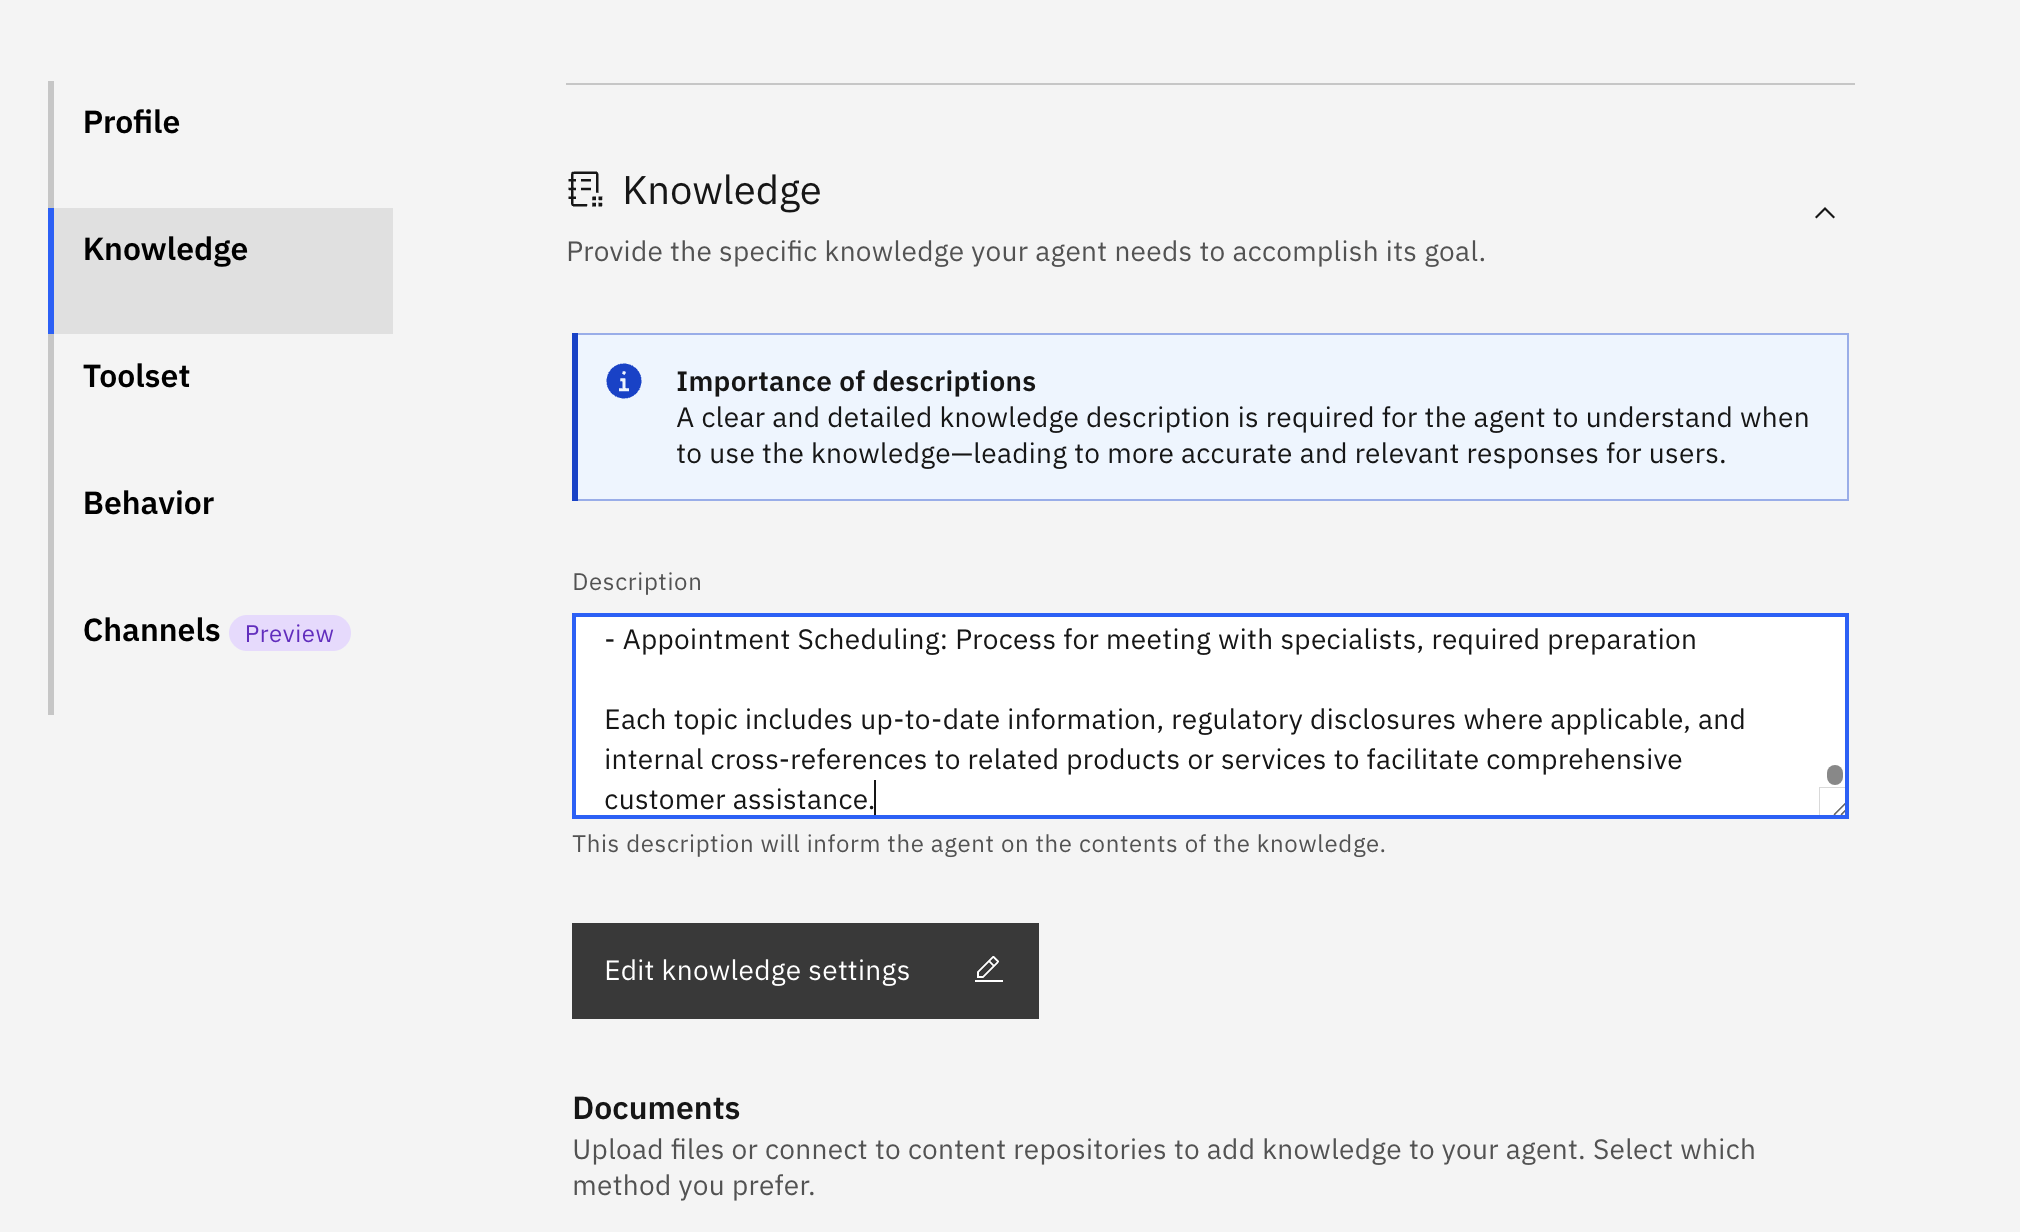 Profile
Knowledge
Toolset
Behavior
Channels Preview
Knowledge
Provide the specific knowledge your agent needs to accomplish its goal.
Importance of descriptions
A clear and detailed knowledge description is required for the agent to understand when
to use the knowledge—leading to more accurate and relevant responses for users.
Description
- Appointment Scheduling: Process for meeting with specialists, required preparation
Each topic includes up-to-date information, regulatory disclosures where applicable, and
internal cross-references to related products or services to facilitate comprehensive
customer assistance.
This description will inform the agent on the contents of the knowledge.
Edit knowledge settings
Documents
Upload files or connect to content repositories to add knowledge to your agent. Select which
method you prefer.